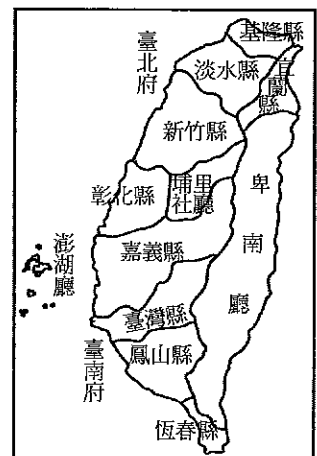 基隆縣
臺北府
淡水縣
宜蘭縣
新竹縣
彰化縣
埔里
社廳
卑南廳
澎湖廳
嘉義縣
臺灣縣
臺南府
鳳山縣
恆春縣